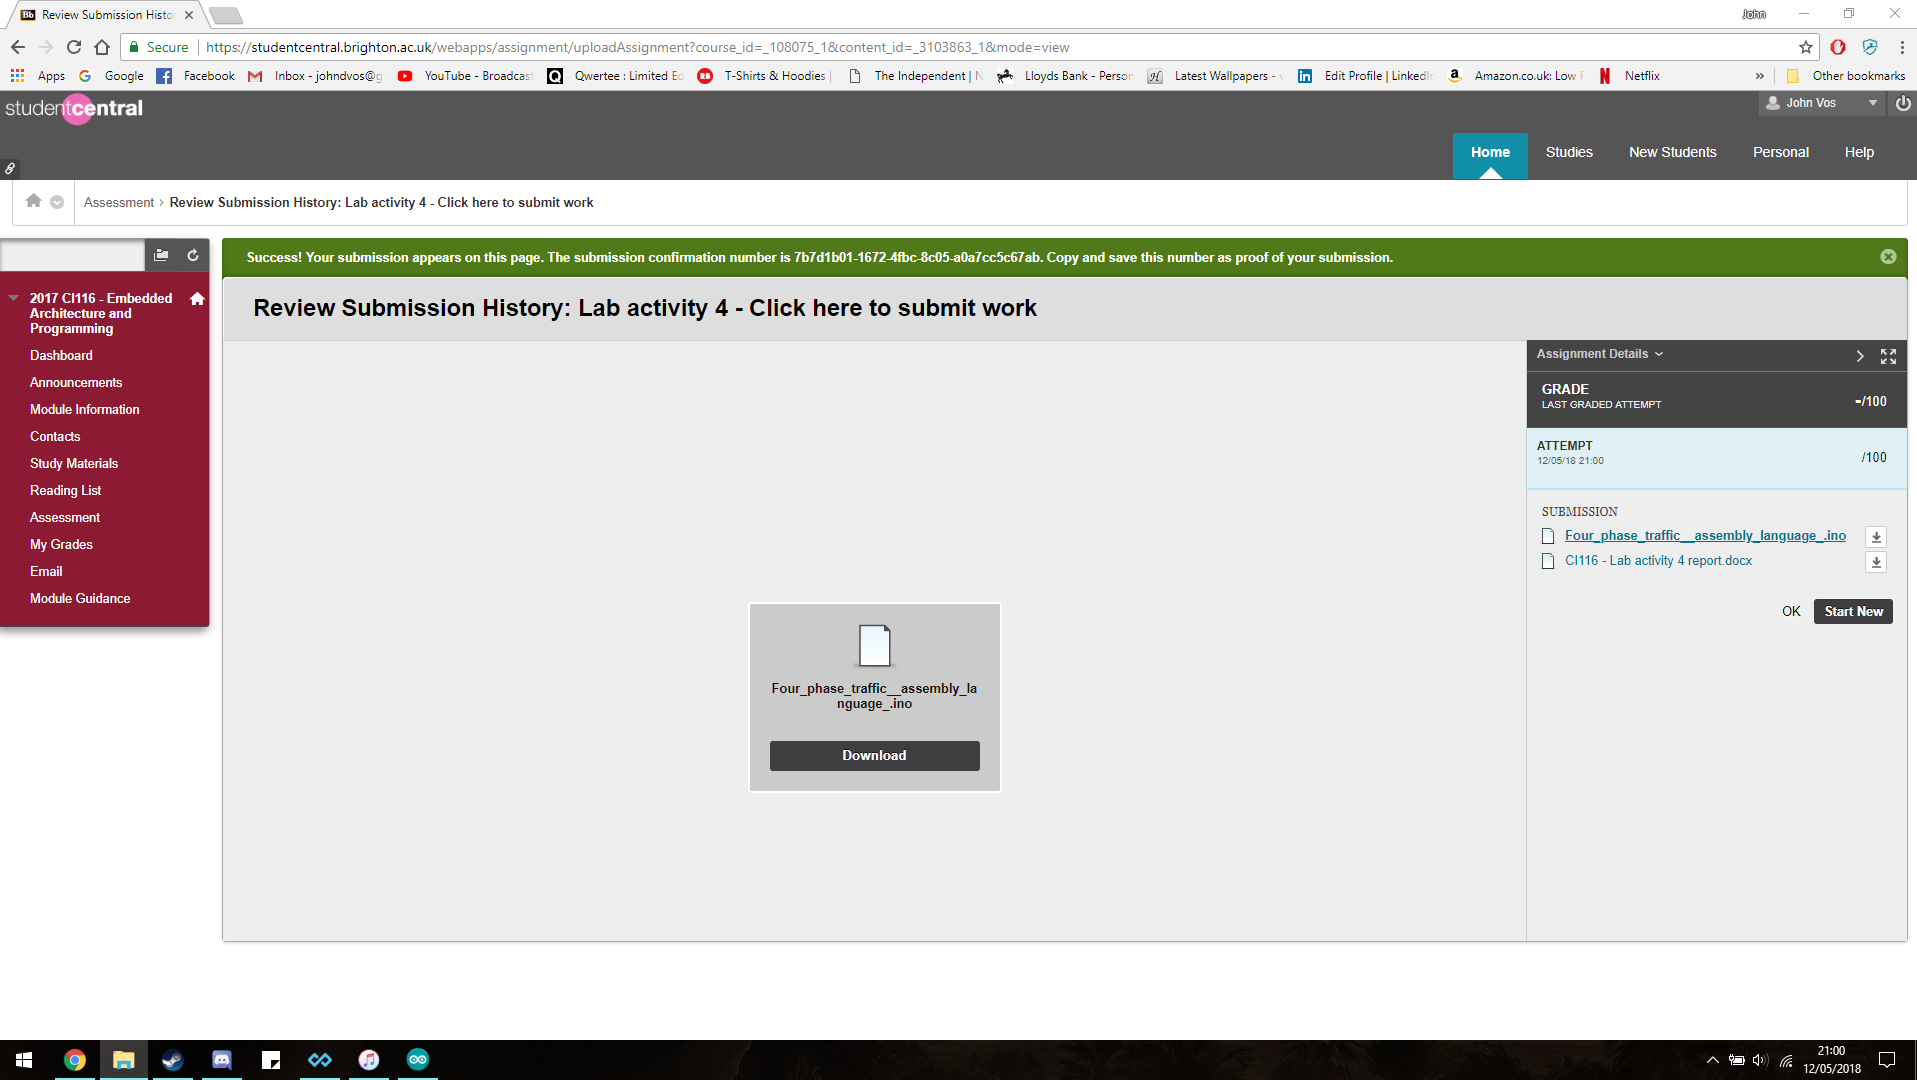 Review Submission Histo
John
Secure
https://studentcentral.brighton.ac.uk/webapps/assignment/uploadAssignment?course_id=_108075_1&content_id=_3103863_1&mode=view
Apps Google Facebook Inbox - johndvos@g YouTube - Broadcast Qwertee : Limited Ed T-Shirts & Hoodies | The Independent | N Lloyds Bank - Person Latest Wallpapers - Edit Profile | LinkedIn Amazon.co.uk: Low P Netflix » Other bookmarks
studentcentral
John Vos
Home Studies New Students Personal Help
Assessment > Review Submission History: Lab activity 4 - Click here to submit work
Success! Your submission appears on this page. The submission confirmation number is 7b7d1b01-1672-4fbc-8c05-a0a7cc5c67ab. Copy and save this number as proof of your submission.
2017 CI116 - Embedded
Architecture and
Programming
Dashboard
Announcements
Module Information
Contacts
Study Materials
Reading List
Assessment
My Grades
Email
Module Guidance
Review Submission History: Lab activity 4 - Click here to submit work
Four_phase_traffic__assembly_la
nguage_.ino
Download
Assignment Details
GRADE
LAST GRADED ATTEMPT
-/100
ATTEMPT
12/05/18 21:00
/100
SUBMISSION
Four_phase_traffic__assembly_language_.ino
CI116 - Lab activity 4 report.docx
OK Start New
21:00
12/05/2018